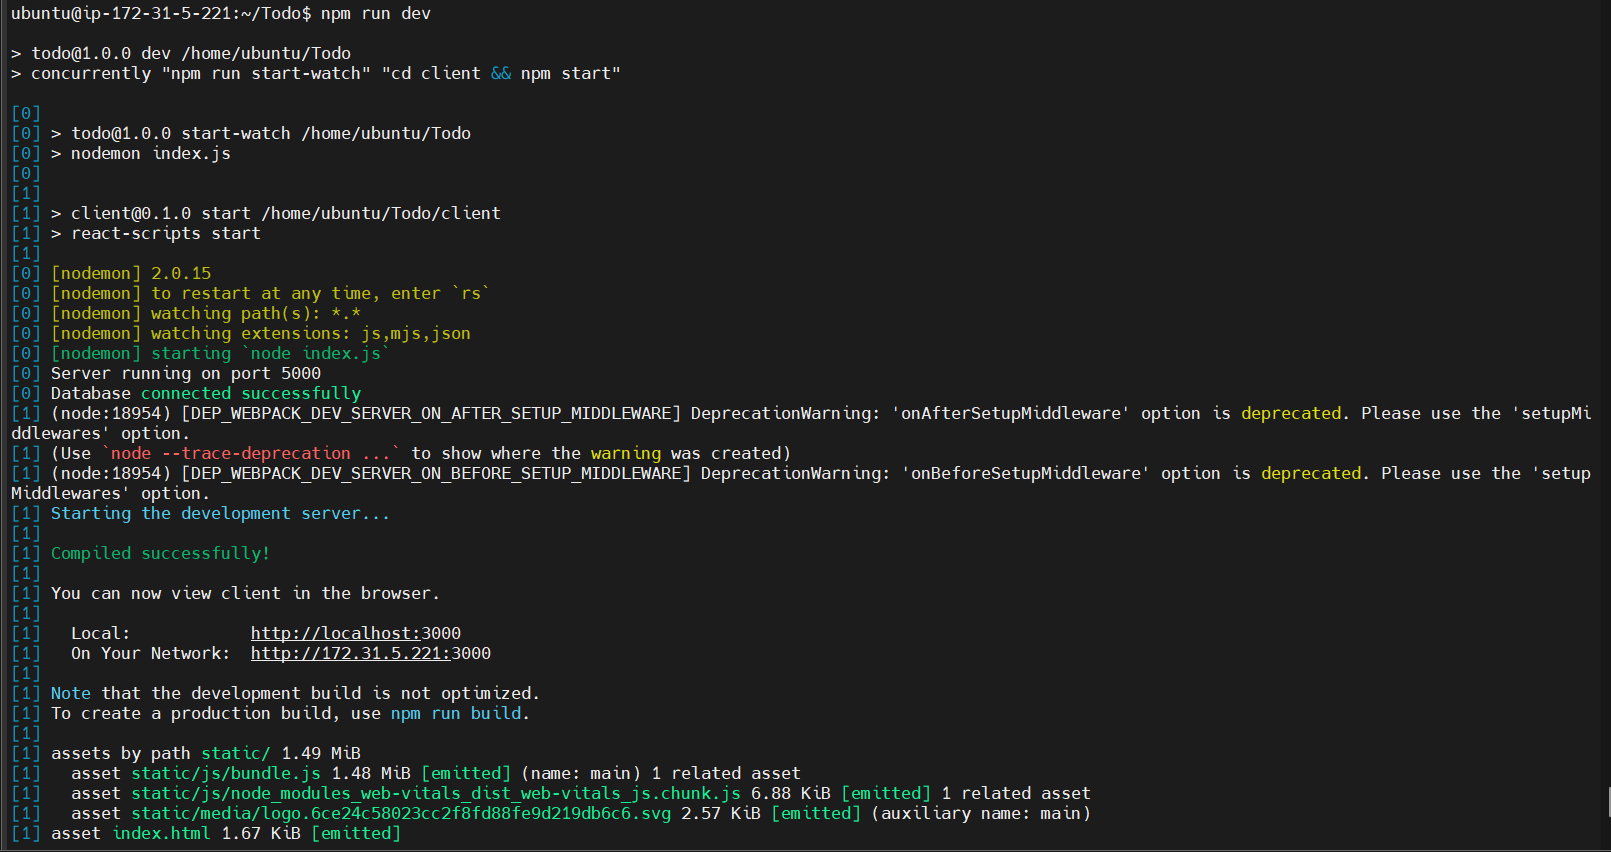 ubuntu@ip-172-31-5-221:~/Todo$ npm run dev

> todo@1.0.0 dev /home/ubuntu/Todo
> concurrently "npm run start-watch" "cd client && npm start"

[0]
[0] > todo@1.0.0 start-watch /home/ubuntu/Todo
[0] > nodemon index.js
[0]
[1]
[1] > client@0.1.0 start /home/ubuntu/Todo/client
[1] > react-scripts start
[1]
[0] [nodemon] 2.0.15
[0] [nodemon] to restart at any time, enter `rs`
[0] [nodemon] watching path(s): *.*
[0] [nodemon] watching extensions: js,mjs,json
[0] [nodemon] starting `node index.js`
[0] Server running on port 5000
[0] Database connected successfully
[1] (node:18954) [DEP_WEBPACK_DEV_SERVER_ON_AFTER_SETUP_MIDDLEWARE] DeprecationWarning: 'onAfterSetupMiddleware' option is deprecated. Please use the 'setupMi
ddlewares' option.
[1] (Use `node --trace-deprecation ...` to show where the warning was created)
[1] (node:18954) [DEP_WEBPACK_DEV_SERVER_ON_BEFORE_SETUP_MIDDLEWARE] DeprecationWarning: 'onBeforeSetupMiddleware' option is deprecated. Please use the 'setup
Middlewares' option.
[1] Starting the development server...
[1]
[1] Compiled successfully!
[1]
[1] You can now view client in the browser.
[1]
[1]   Local:            http://localhost:3000
[1]   On Your Network:  http://172.31.5.221:3000
[1]
[1] Note that the development build is not optimized.
[1] To create a production build, use npm run build.
[1]
[1] assets by path static/ 1.49 MiB
[1]   asset static/js/bundle.js 1.48 MiB [emitted] (name: main) 1 related asset
[1]   asset static/js/node_modules_web-vitals_dist_web-vitals_js.chunk.js 6.88 KiB [emitted] 1 related asset
[1]   asset static/media/logo.6ce24c58023cc2f8fd88fe9d219db6c6.svg 2.57 KiB [emitted] (auxiliary name: main)
[1] asset index.html 1.67 KiB [emitted]